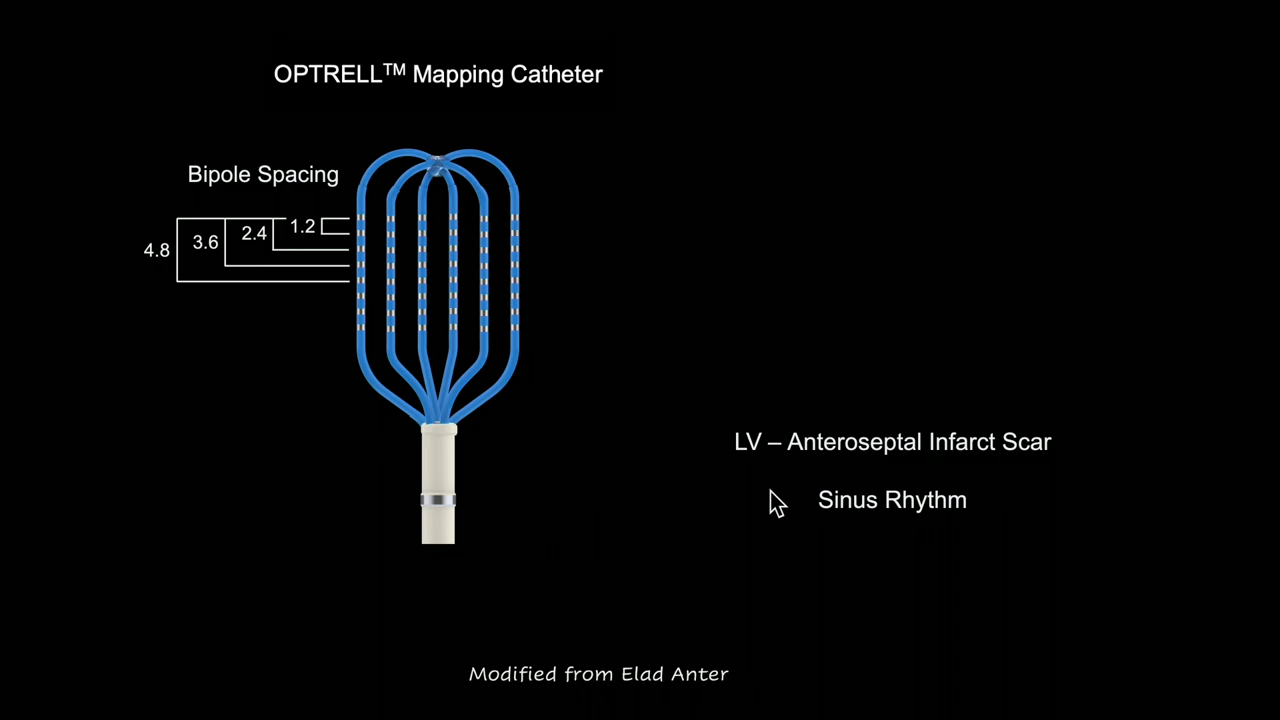 OPTRELL™ Mapping Catheter
Bipole Spacing
1.2
2.4
3.6
4.8
LV – Anteroseptal Infarct Scar
Sinus Rhythm
Modified from Elad Anter